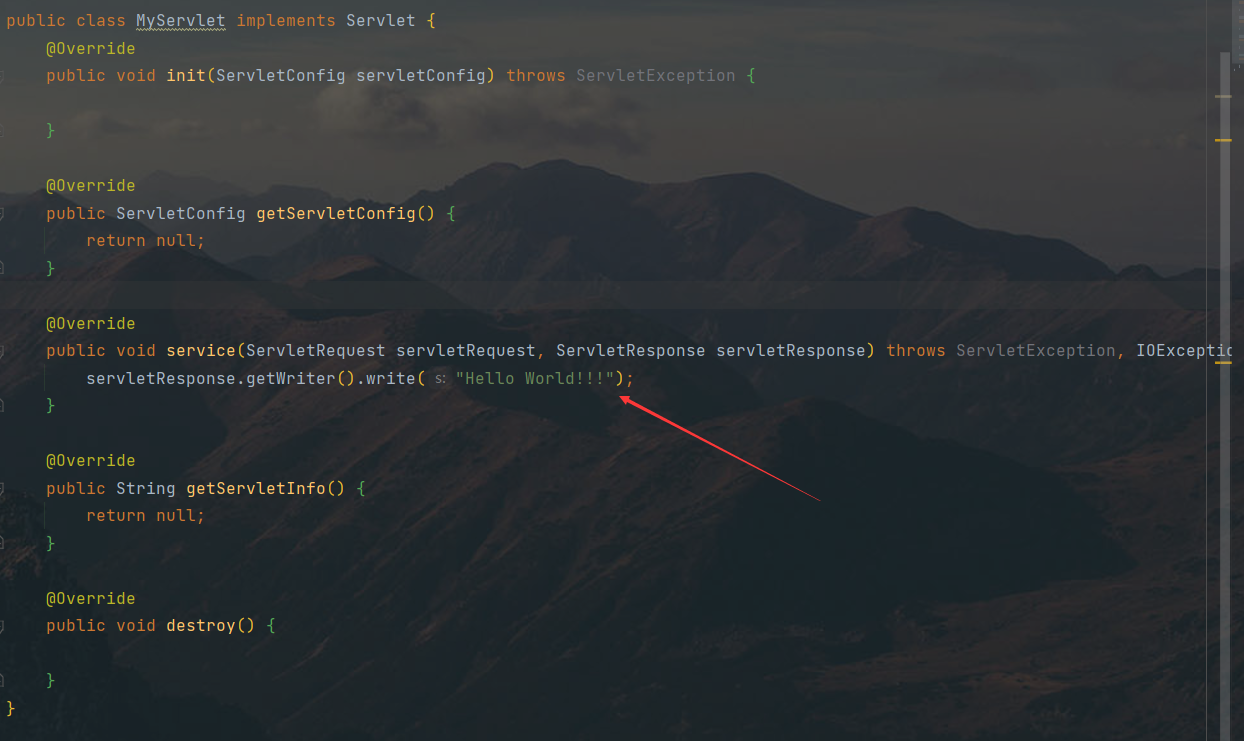 public class MyServlet implements Servlet {
@Override
public void init(ServletConfig servletConfig) throws ServletException {
}
@Override
public ServletConfig getServletConfig() {
return null;
}
@Override
public void service(ServletRequest servletRequest, ServletResponse servletResponse) throws ServletException, IOExceptio
servletResponse.getWriter().write( s: "Hello World!!!");
}
@Override
public String getServletInfo() {
return null;
}
@Override
public void destroy() {
}
}